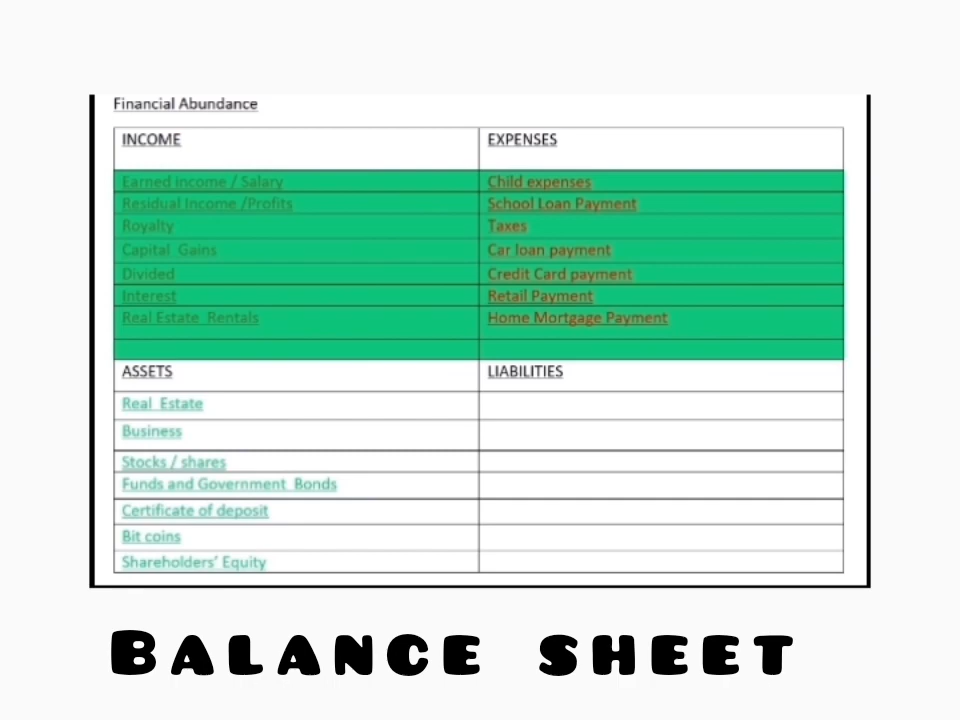 Financial Abundance
INCOME EXPENSES
Earned income / Salary Child expenses
Residual Income /Profits School Loan Payment
Royalty Taxes
Capital Gains Car loan payment
Divided Credit Card payment
Interest Retail Payment
Real Estate Rentals Home Mortgage Payment
ASSETS LIABILITIES
Real Estate
Business
Stocks / shares
Funds and Government Bonds
Certificate of deposit
Bit coins
Shareholders' Equity
BALANCE SHEET